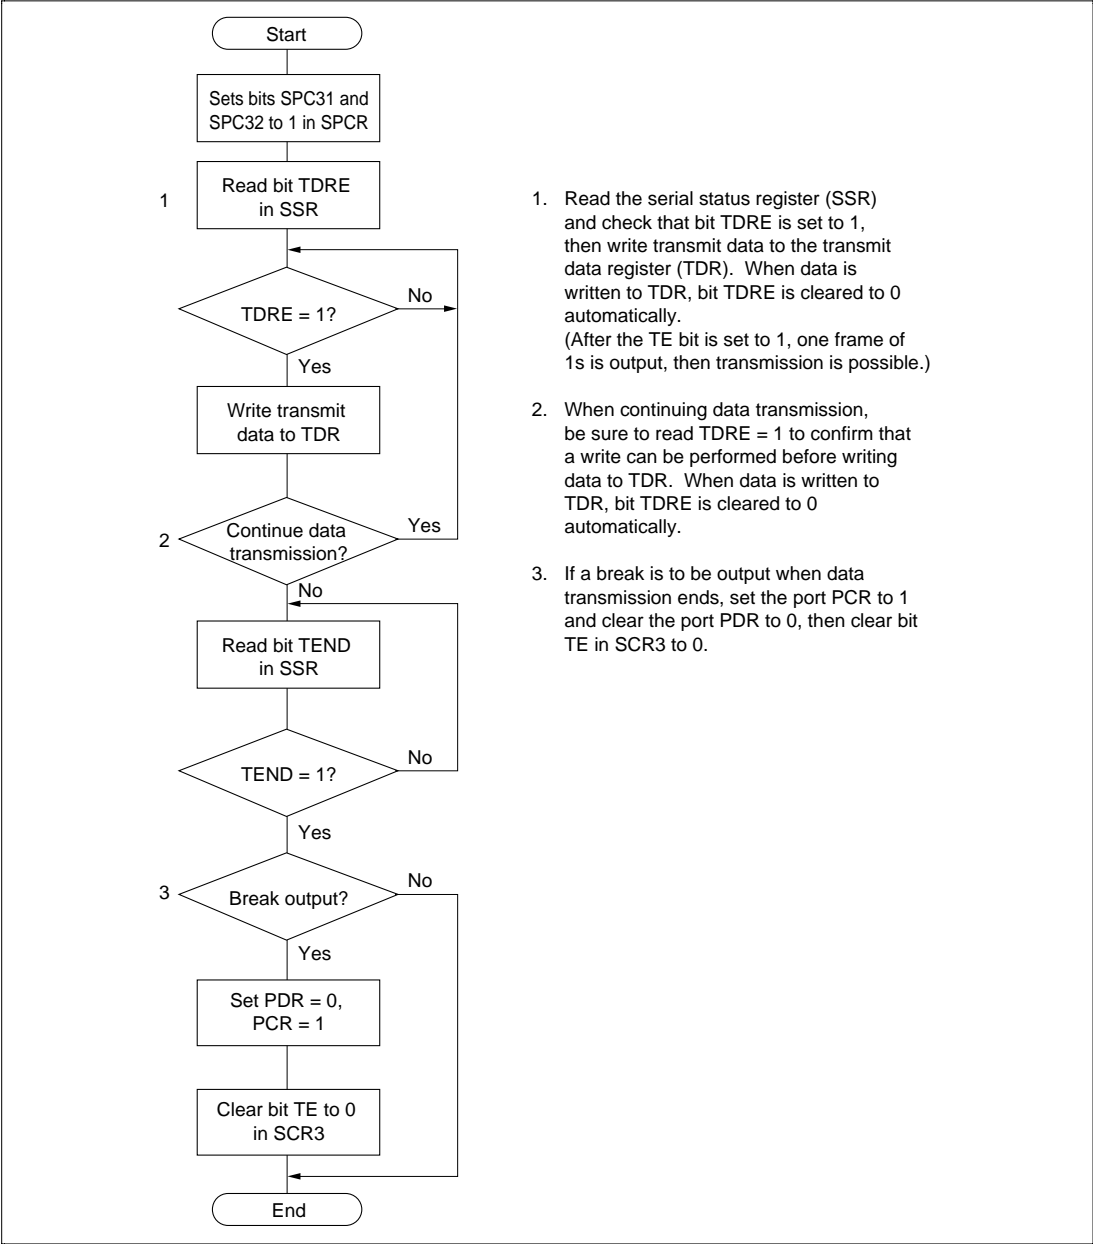 Start
Sets bits SPC31 and
SPC32 to 1 in SPCR
1
Read bit TDRE
in SSR
TDRE = 1?
No
Yes
Write transmit
data to TDR
2
Continue data
transmission?
Yes
No
Read bit TEND
in SSR
TEND = 1?
No
Yes
3
Break output?
No
Yes
Set PDR = 0,
PCR = 1
Clear bit TE to 0
in SCR3
End
1. Read the serial status register (SSR)
and check that bit TDRE is set to 1,
then write transmit data to the transmit
data register (TDR). When data is
written to TDR, bit TDRE is cleared to 0
automatically.
(After the TE bit is set to 1, one frame of
1s is output, then transmission is possible.)
2. When continuing data transmission,
be sure to read TDRE = 1 to confirm that
a write can be performed before writing
data to TDR. When data is written to
TDR, bit TDRE is cleared to 0
automatically.
3. If a break is to be output when data
transmission ends, set the port PCR to 1
and clear the port PDR to 0, then clear bit
TE in SCR3 to 0.